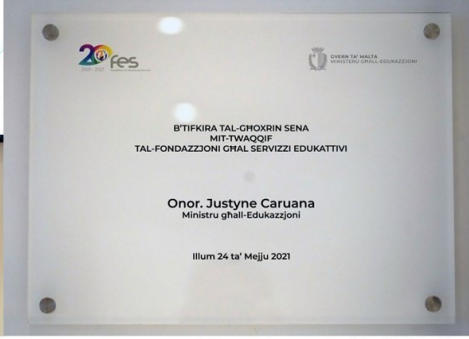 20 fes
GVERN TA' MALTA
MINISTERU GĦALL-EDUKAZZJONI
B'TIFKIRA TAL-GĦOXRIN SENA
MIT-TWAQQIF
TAL-FONDAZZJONI GĦAL SERVIZZI EDUKATTIVI
Onor. Justyne Caruana
Ministru għall-Edukazzjoni
Illum 24 ta' Mejju 2021